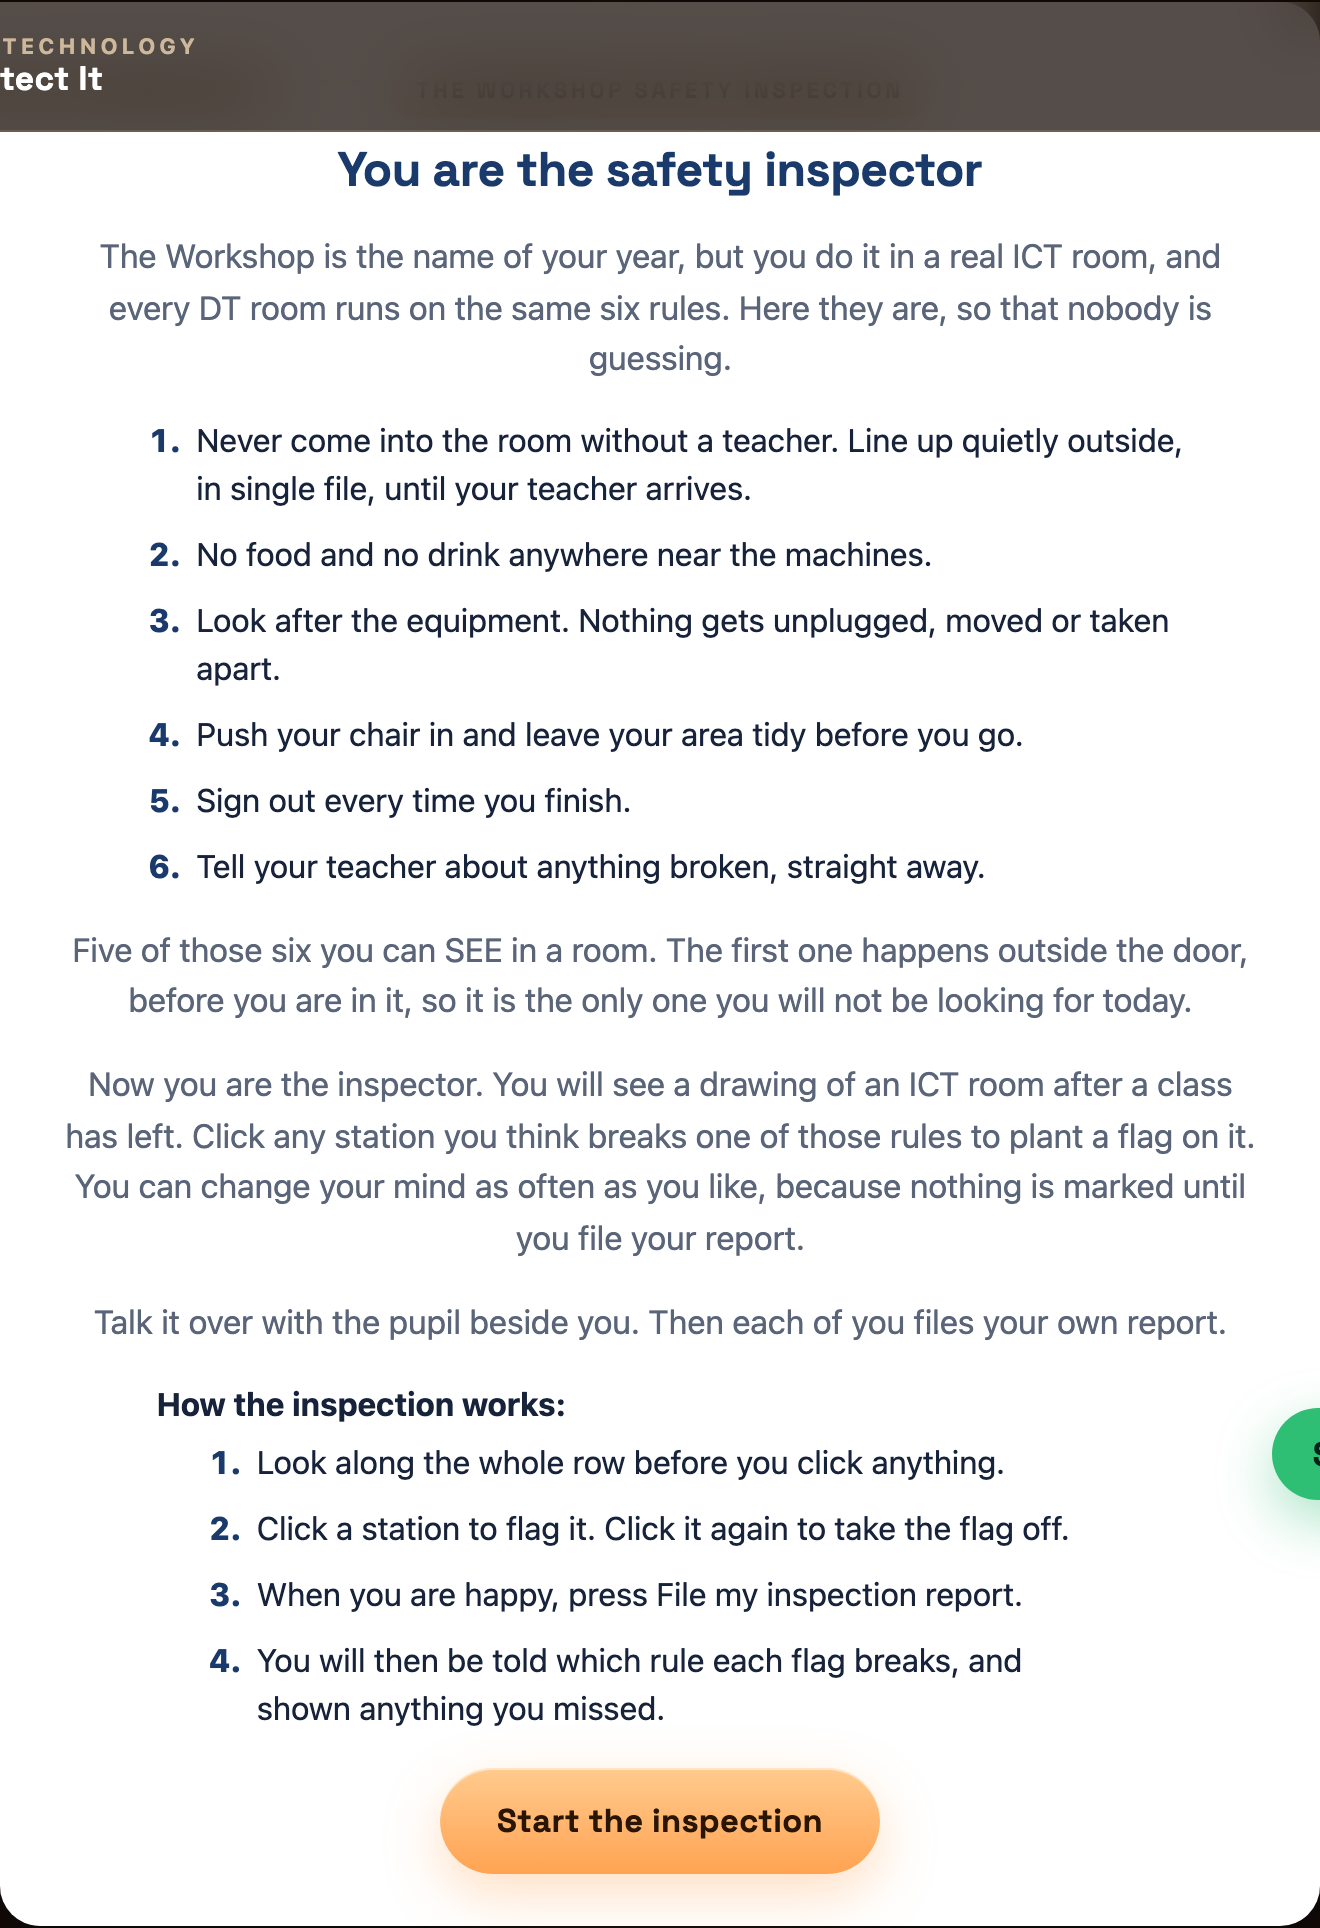 TECHNOLOGY
tect It
THE WORKSHOP SAFETY INSPECTION
You are the safety inspector
The Workshop is the name of your year, but you do it in a real ICT room, and
every DT room runs on the same six rules. Here they are, so that nobody is
guessing.
1. Never come into the room without a teacher. Line up quietly outside,
in single file, until your teacher arrives.
2. No food and no drink anywhere near the machines.
3. Look after the equipment. Nothing gets unplugged, moved or taken
apart.
4. Push your chair in and leave your area tidy before you go.
5. Sign out every time you finish.
6. Tell your teacher about anything broken, straight away.
Five of those six you can SEE in a room. The first one happens outside the door,
before you are in it, so it is the only one you will not be looking for today.
Now you are the inspector. You will see a drawing of an ICT room after a class
has left. Click any station you think breaks one of those rules to plant a flag on it.
You can change your mind as often as you like, because nothing is marked until
you file your report.
Talk it over with the pupil beside you. Then each of you files your own report.
How the inspection works:
1. Look along the whole row before you click anything.
2. Click a station to flag it. Click it again to take the flag off.
3. When you are happy, press File my inspection report.
4. You will then be told which rule each flag breaks, and
shown anything you missed.
Start the inspection